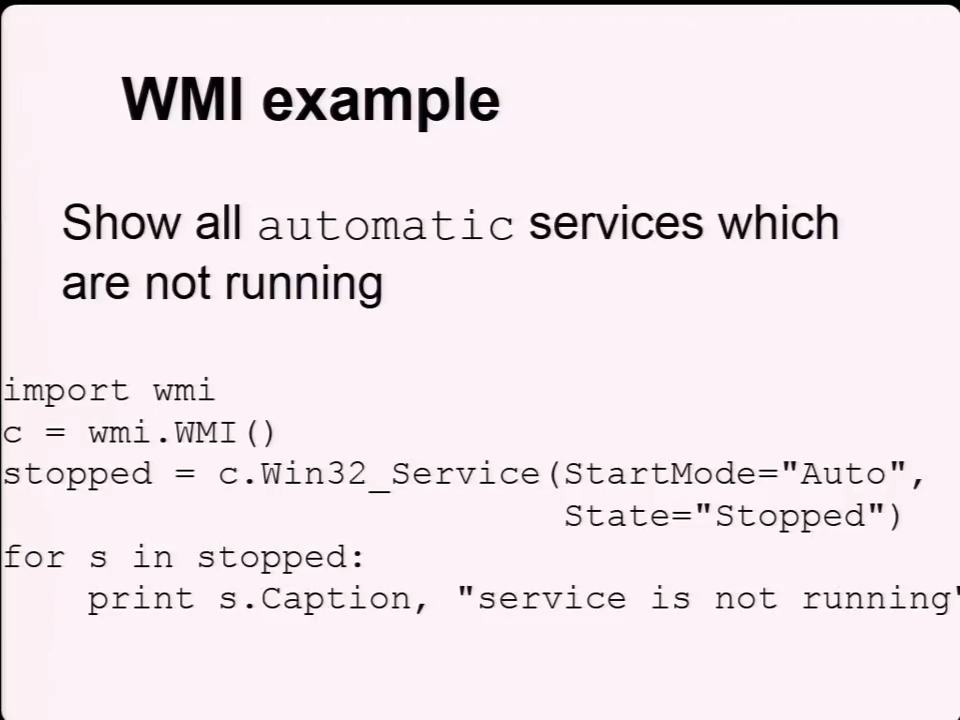 WMI example
Show all automatic services which
are not running
import wmi
c = wmi.WMI()
stopped = c.Win32_Service(StartMode="Auto",
                          State="Stopped")
for s in stopped:
    print s.Caption, "service is not running"